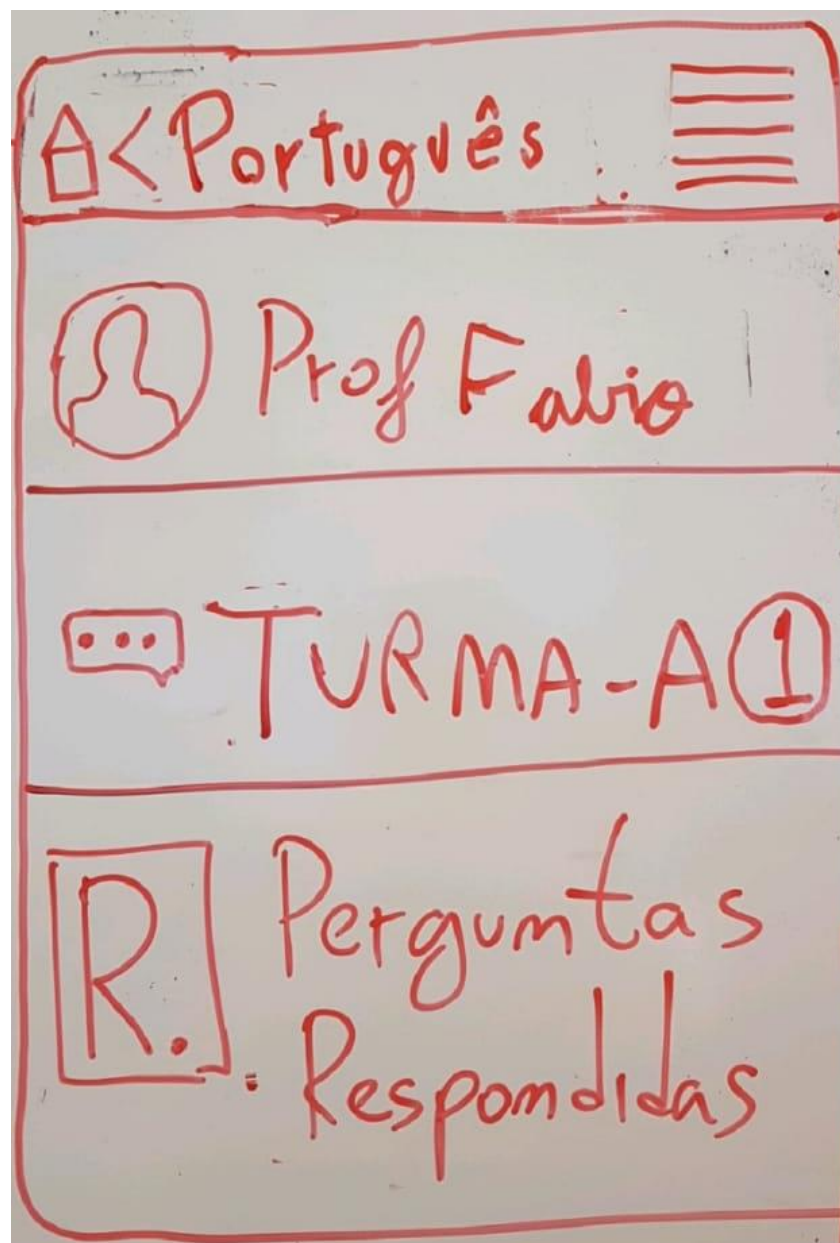 < Português
Prof Fabio
TURMA-A 1
R. Perguntas
Respondidas